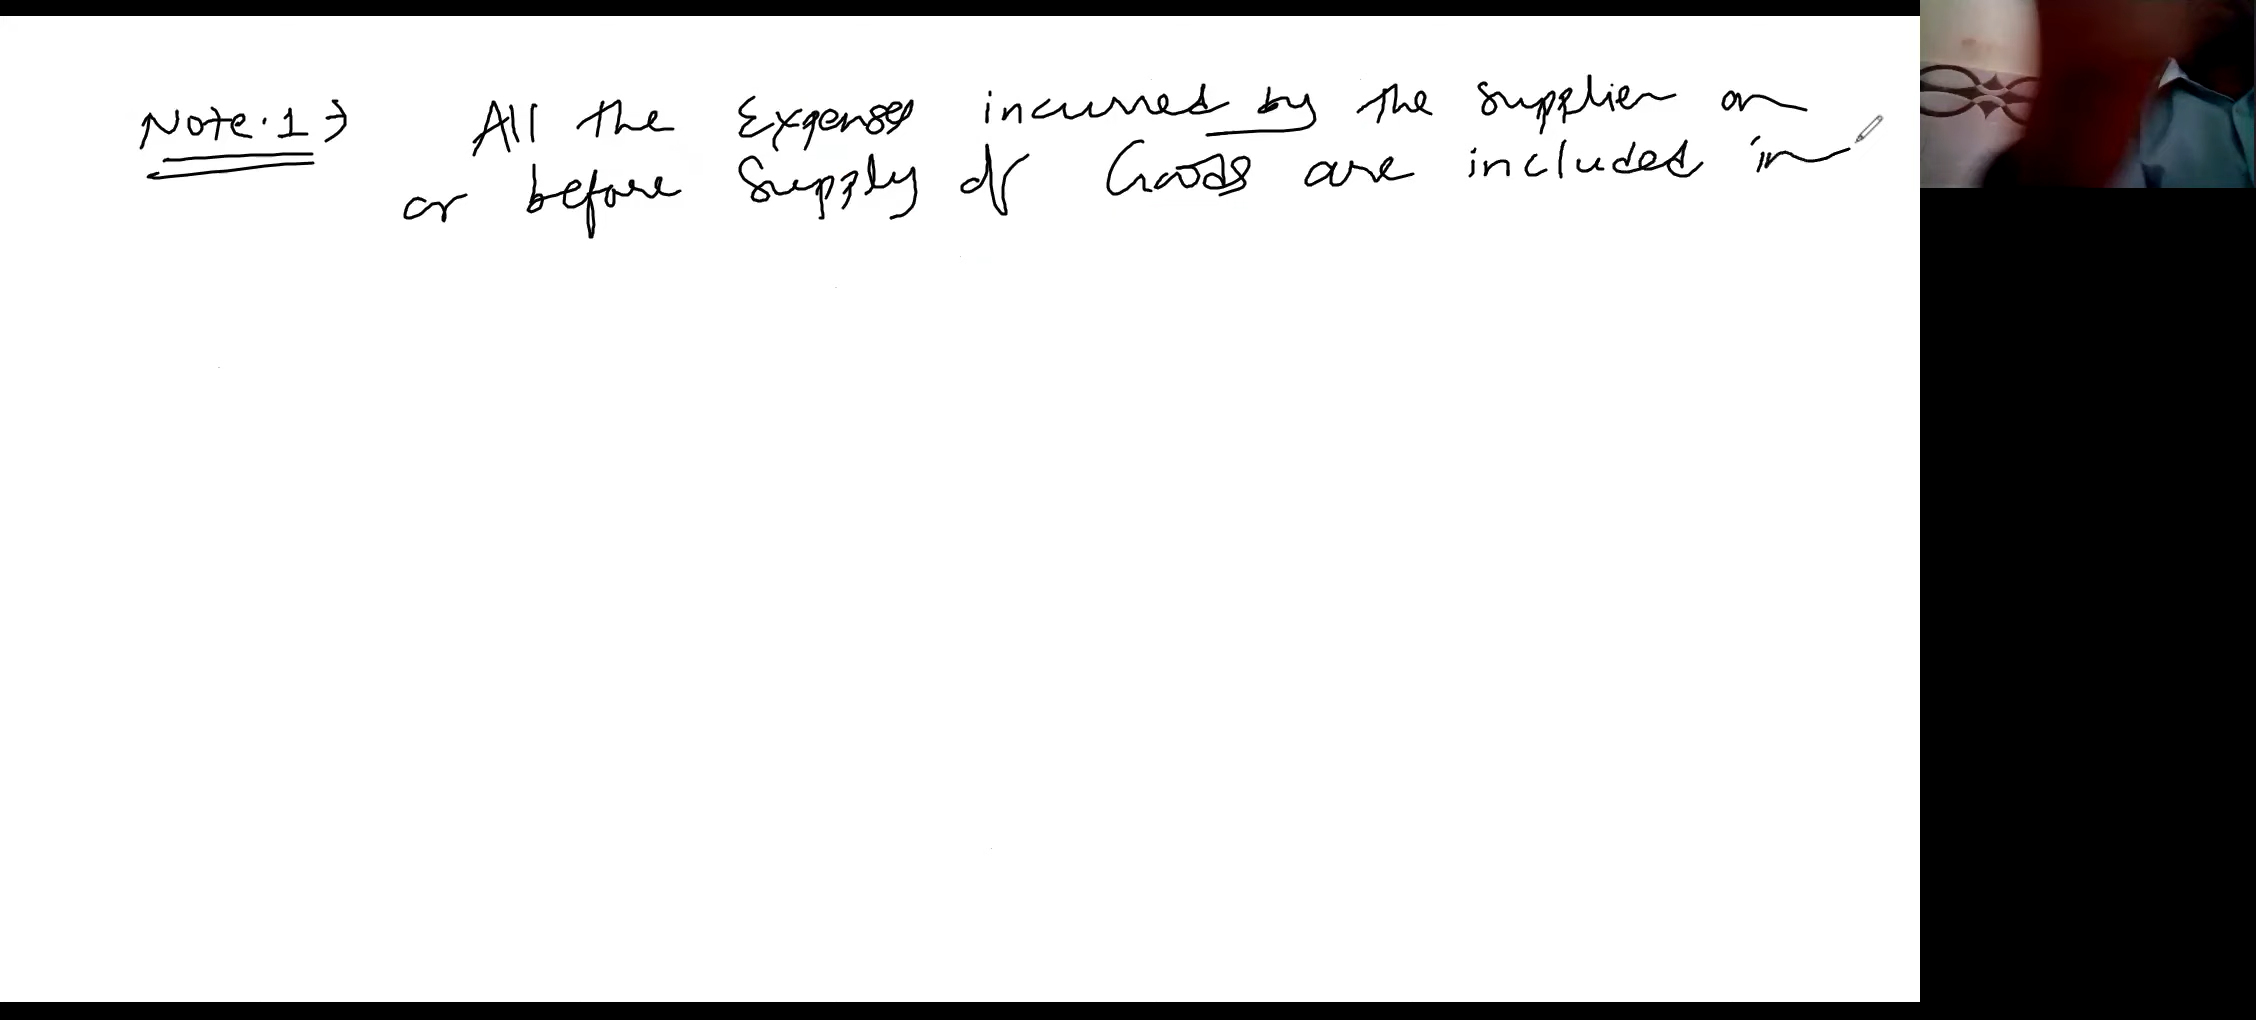 Note.1 → All the Expenses incurred by the supplier on
or before Supply of Goods are included in